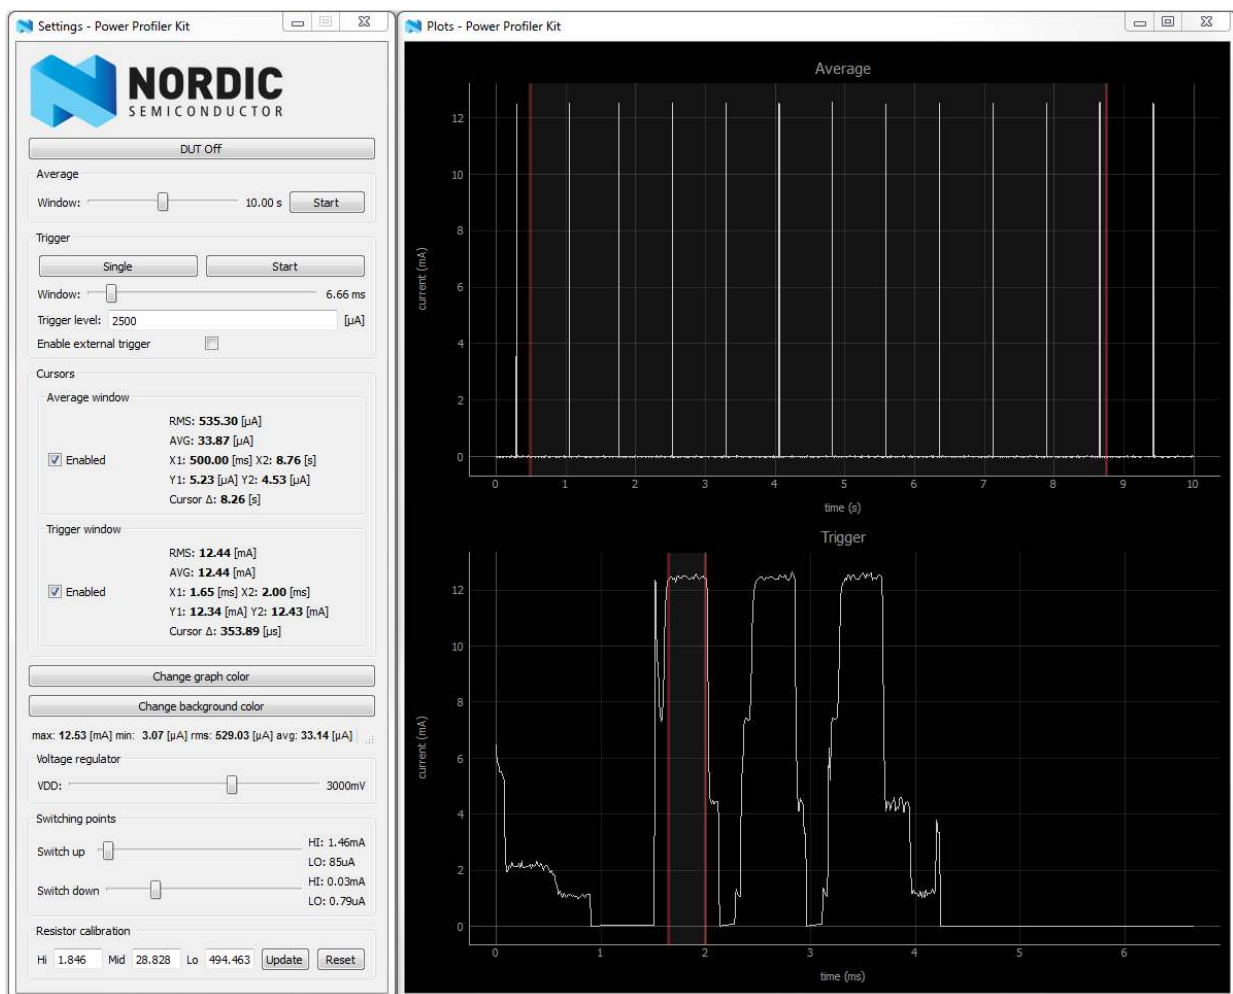 Settings - Power Profiler Kit
NORDIC
SEMICONDUCTOR
DUT Off
Average
Window: 10.00 s Start
Trigger
Single Start
Window: 6.66 ms
Trigger level: 2500 [µA]
Enable external trigger
Cursors
Average window
Enabled
RMS: 535.30 [µA]
AVG: 33.87 [µA]
X1: 500.00 [ms] X2: 8.76 [s]
Y1: 5.23 [µA] Y2: 4.53 [µA]
Cursor Δ: 8.26 [s]
Trigger window
Enabled
RMS: 12.44 [mA]
AVG: 12.44 [mA]
X1: 1.65 [ms] X2: 2.00 [ms]
Y1: 12.34 [mA] Y2: 12.43 [mA]
Cursor Δ: 353.89 [µs]
Change graph color
Change background color
max: 12.53 [mA] min: 3.07 [µA] rms: 529.03 [µA] avg: 33.14 [µA]
Voltage regulator
VDD: 3000mV
Switching points
Switch up HI: 1.46mA
LO: 85uA
Switch down HI: 0.03mA
LO: 0.79uA
Resistor calibration
Hi 1.846 Mid 28.828 Lo 494.463 Update Reset
Plots - Power Profiler Kit
Average
12
10
8
6
4
2
0
current (mA)
0 1 2 3 4 5 6 7 8 9 10
time (s)
Trigger
12
10
8
6
4
2
0
current (mA)
0 1 2 3 4 5 6
time (ms)